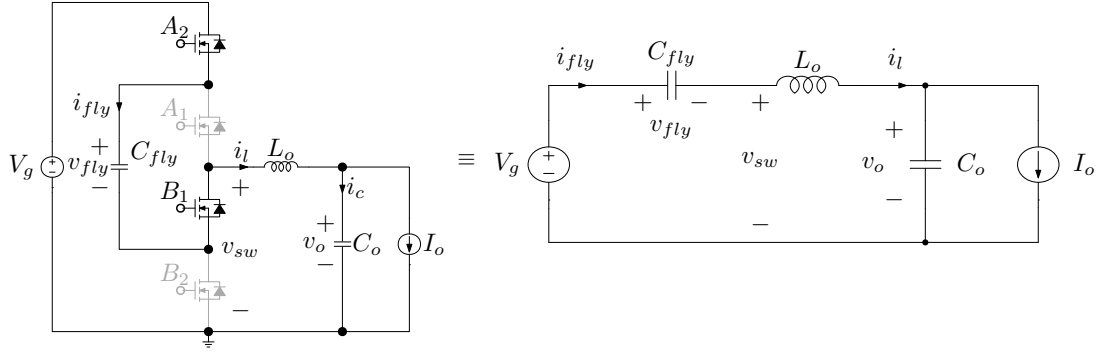 A₂
i_fly
A₁
V_g
+
v_fly
−
C_fly
i_l
L_o
B₁
+
i_c
v_sw
+
v_o
−
C_o
I_o
B₂
−
≡
i_fly
C_fly
+ −
v_fly
L_o
i_l
V_g
+
v_sw
−
+
v_o
−
C_o
I_o